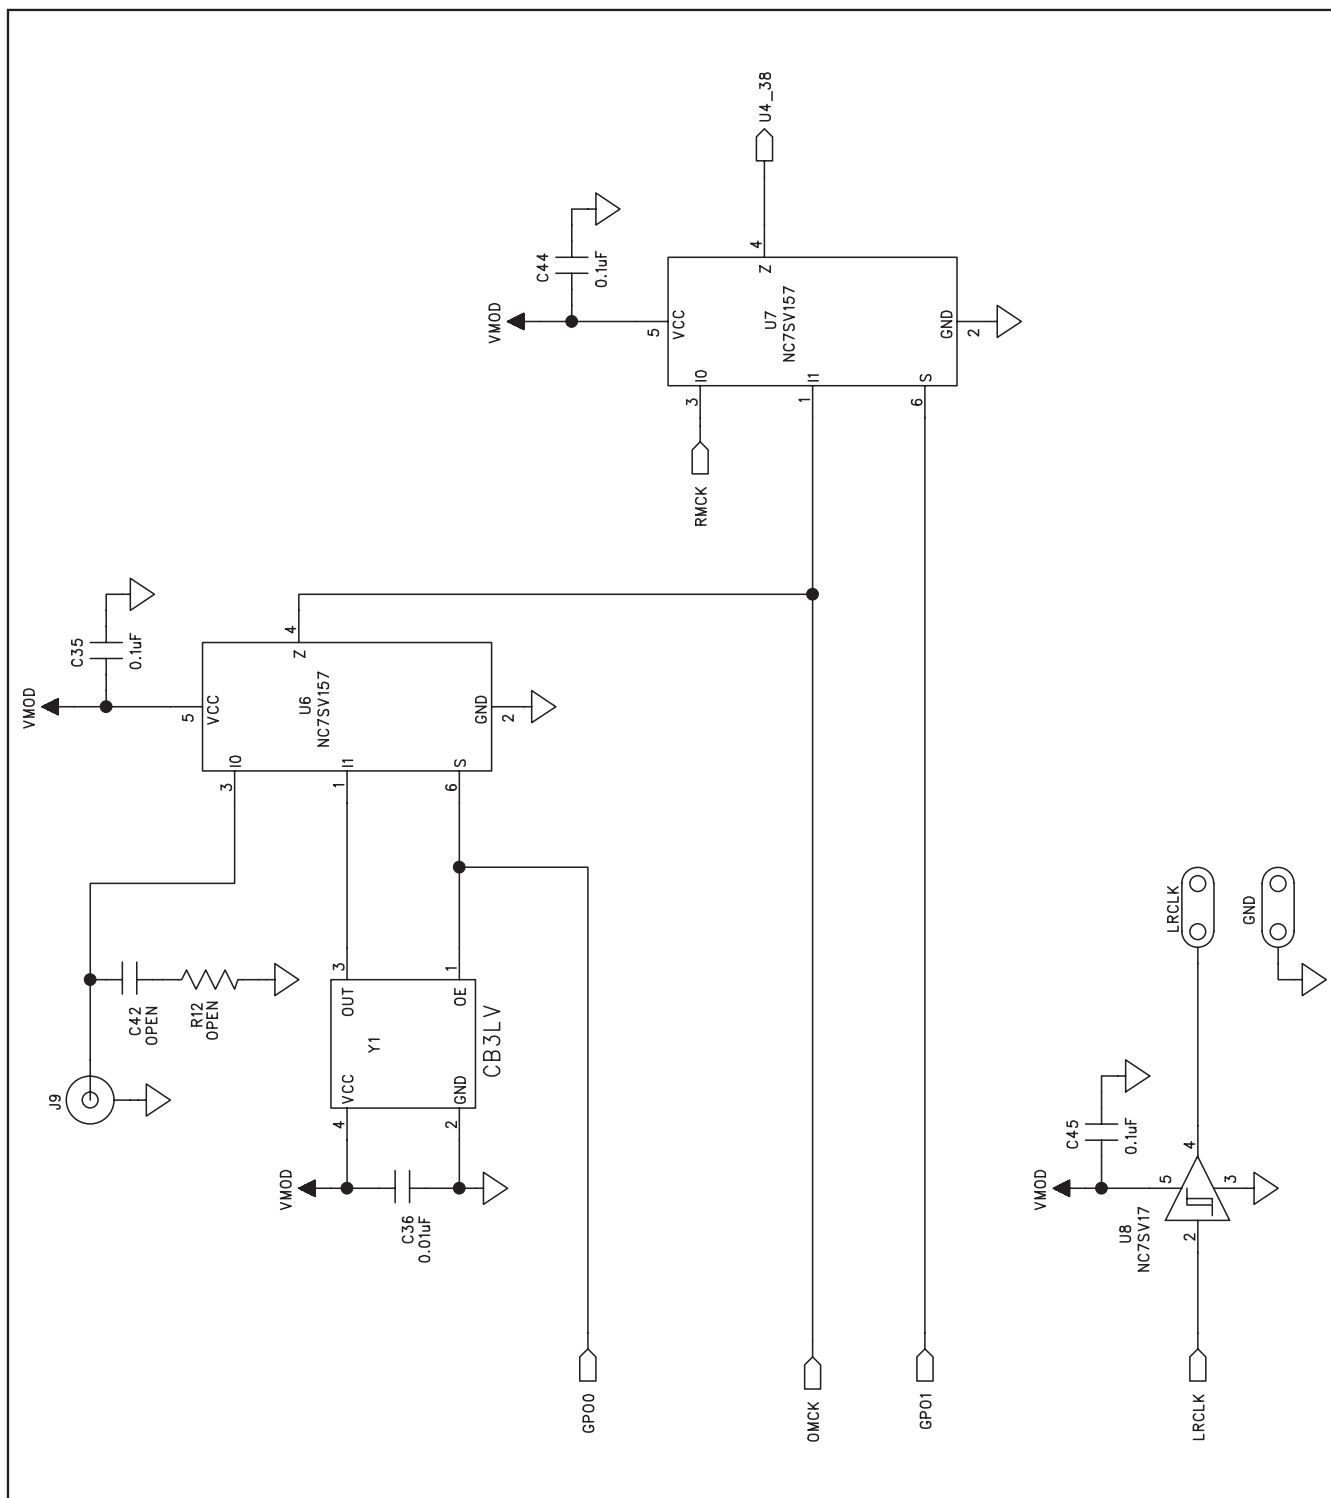 J9
C42
OPEN
R12
OPEN
VMOD
C35
0.1uF
5
VCC
3
I0
U6
NC7SV157
4
Z
1
I1
6
S
GND
2
VMOD
C36
0.01uF
4
VCC
2
GND
Y1
CB3LV
3
OUT
1
OE
GPO0
VMOD
C44
0.1uF
5
VCC
3
I0
RMCK
U7
NC7SV157
4
Z
U4_38
1
I1
6
S
GND
2
OMCK
GPO1
VMOD
C45
0.1uF
U8
NC7SV17
5
2
4
3
LRCLK
LRCLK
GND